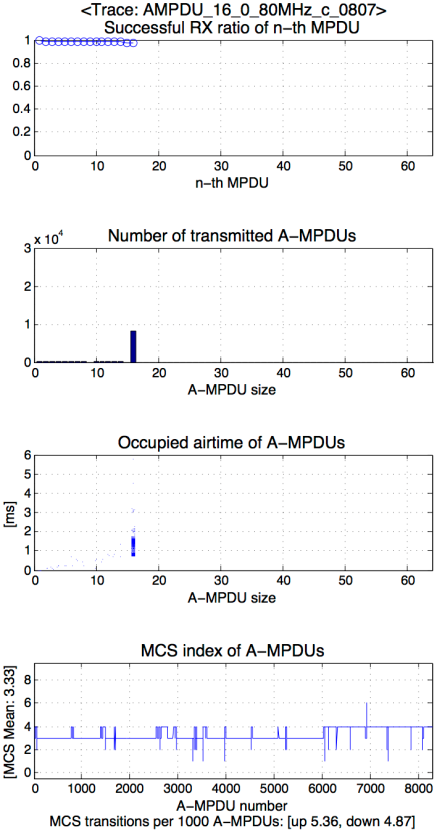 <Trace: AMPDU_16_0_80MHz_c_0807>
Successful RX ratio of n-th MPDU
1
0.8
0.6
0.4
0.2
0
0 10 20 30 40 50 60
n-th MPDU
Number of transmitted A-MPDUs
3 x 10^4
2
1
0
0 10 20 30 40 50 60
A-MPDU size
Occupied airtime of A-MPDUs
[ms]
6
5
4
3
2
1
0
0 10 20 30 40 50 60
A-MPDU size
MCS index of A-MPDUs
[MCS Mean: 3.33]
8
6
4
2
0
0 1000 2000 3000 4000 5000 6000 7000 8000
A-MPDU number
MCS transitions per 1000 A-MPDUs: [up 5.36, down 4.87]